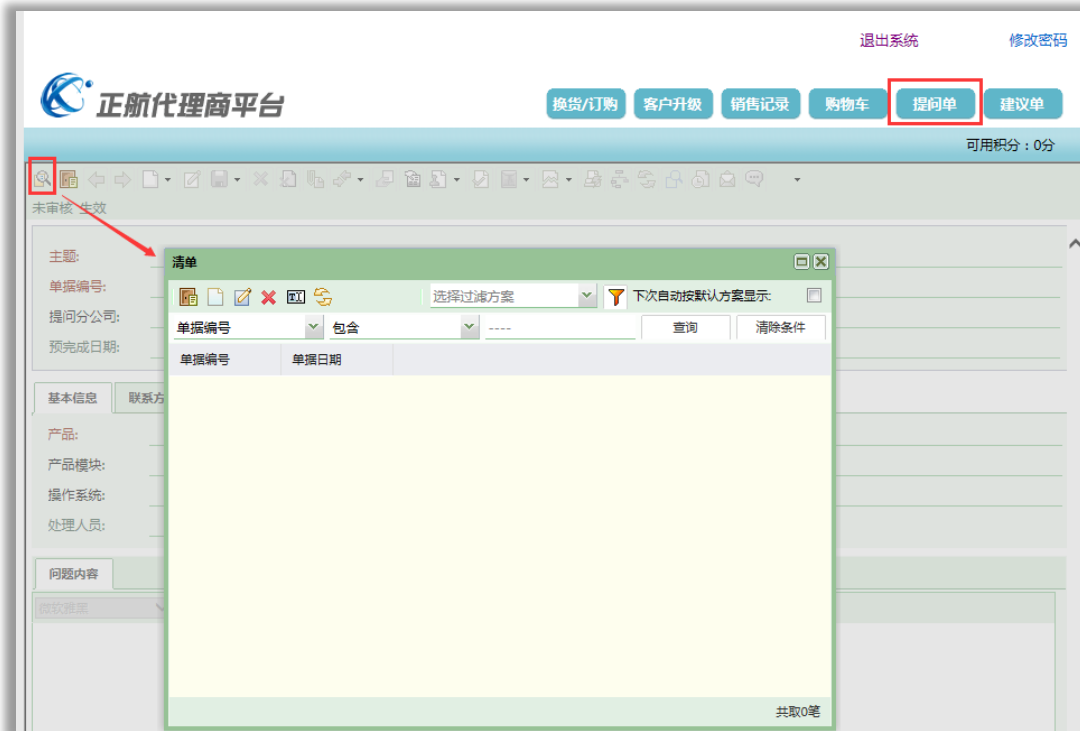 退出系统 修改密码
正航代理商平台
换货/订购 客户升级 销售记录 购物车 提问单 建议单
可用积分：0分
未审核 生效
主题:
单据编号:
提问分公司:
预完成日期:
清单
选择过滤方案 下次自动按默认方案显示:
单据编号 包含 ---- 查询 清除条件
单据编号 单据日期
基本信息 联系方
产品:
产品模块:
操作系统:
处理人员:
问题内容
微软雅黑
共取0笔